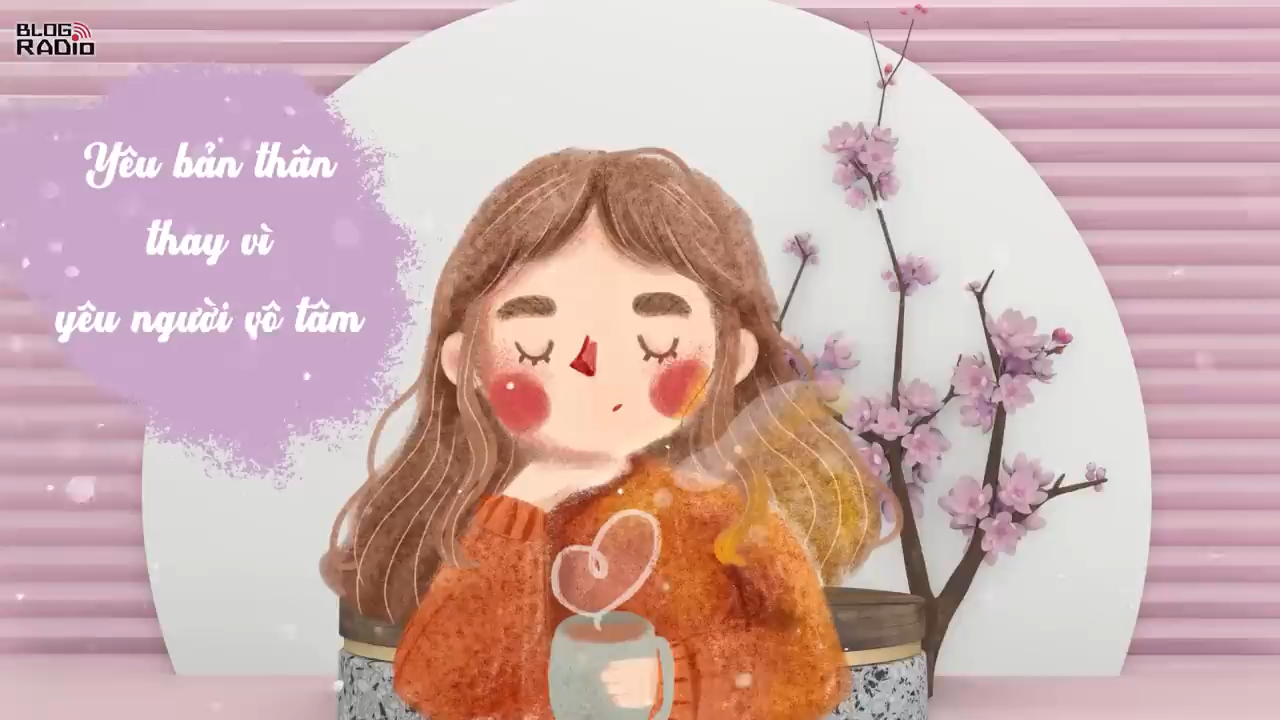 BLOG
RADIO
Yêu bản thân
thay vì
yêu người vô tâm